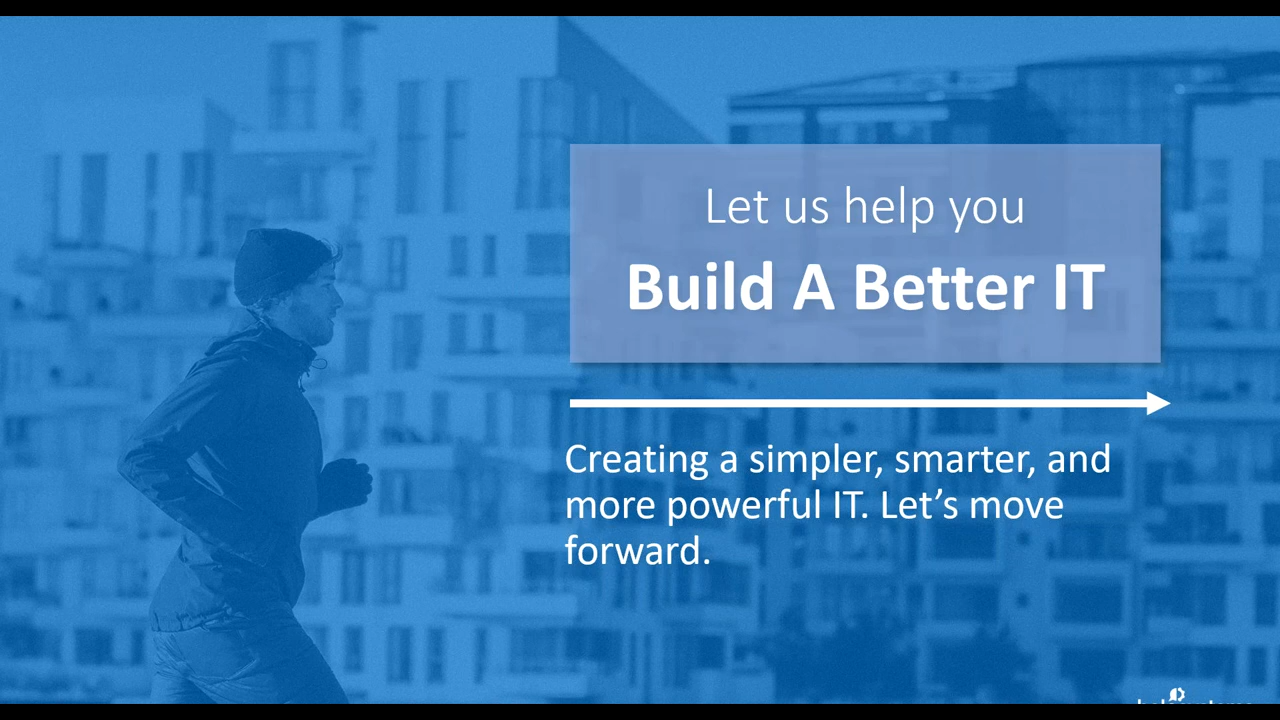 Let us help you
Build A Better IT
Creating a simpler, smarter, and
more powerful IT. Let’s move
forward.